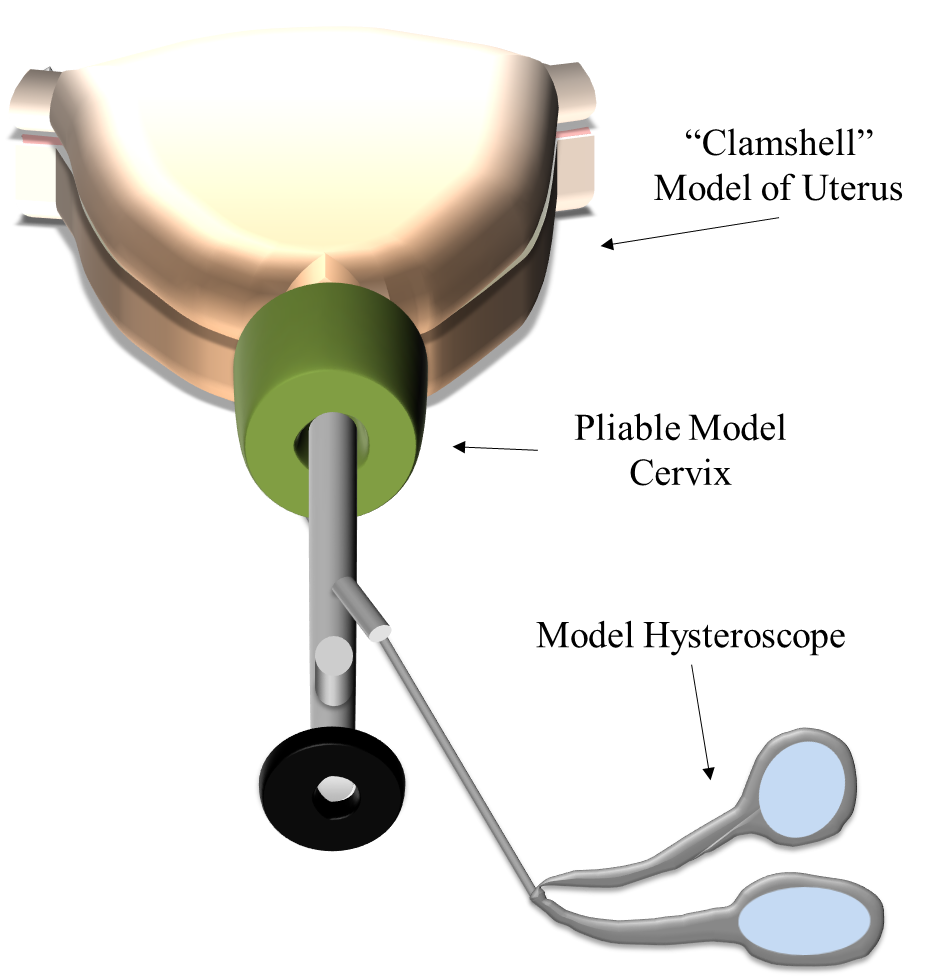 “Clamshell”
Model of Uterus
Pliable Model
Cervix
Model Hysteroscope